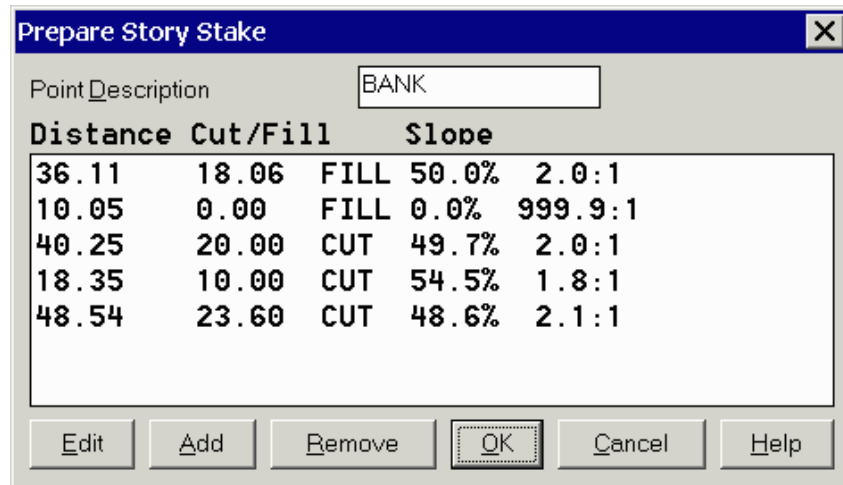 Prepare Story Stake
Point Description BANK
Distance Cut/Fill Slope
36.11 18.06 FILL 50.0% 2.0:1
10.05 0.00 FILL 0.0% 999.9:1
40.25 20.00 CUT 49.7% 2.0:1
18.35 10.00 CUT 54.5% 1.8:1
48.54 23.60 CUT 48.6% 2.1:1
Edit Add Remove OK Cancel Help